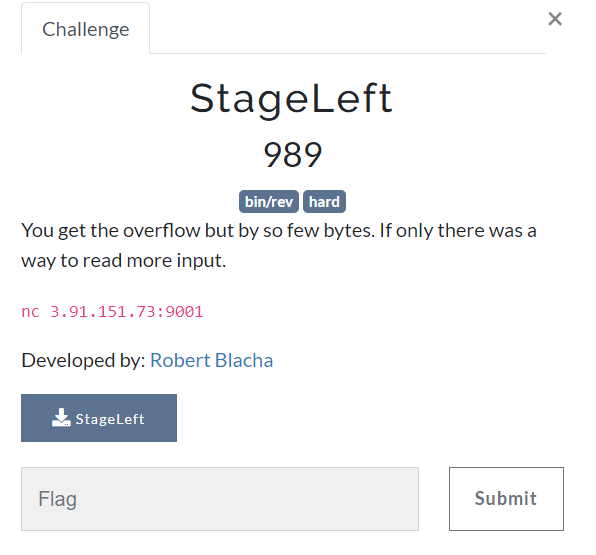 Challenge
×
StageLeft
989
bin/rev hard
You get the overflow but by so few bytes. If only there was a
way to read more input.
nc 3.91.151.73:9001
Developed by: Robert Blacha
StageLeft
Flag
Submit